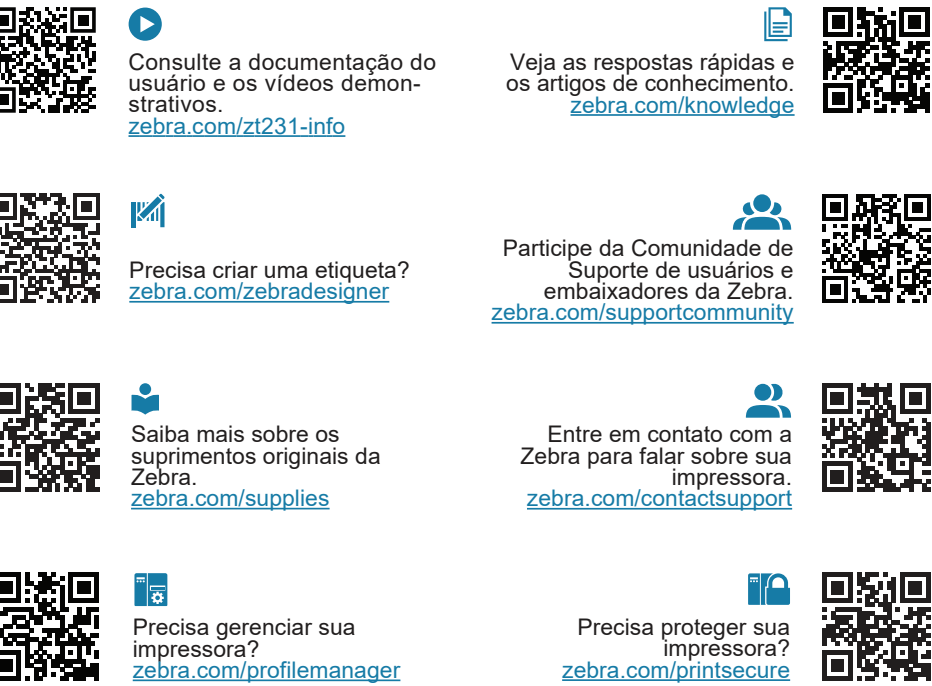 Consulte a documentação do
usuário e os vídeos demon-
strativos.
zebra.com/zt231-info
Veja as respostas rápidas e
os artigos de conhecimento.
zebra.com/knowledge
Precisa criar uma etiqueta?
zebra.com/zebradesigner
Participe da Comunidade de
Suporte de usuários e
embaixadores da Zebra.
zebra.com/supportcommunity
Saiba mais sobre os
suprimentos originais da
Zebra.
zebra.com/supplies
Entre em contato com a
Zebra para falar sobre sua
impressora.
zebra.com/contactsupport
Precisa gerenciar sua
impressora?
zebra.com/profilemanager
Precisa proteger sua
impressora?
zebra.com/printsecure